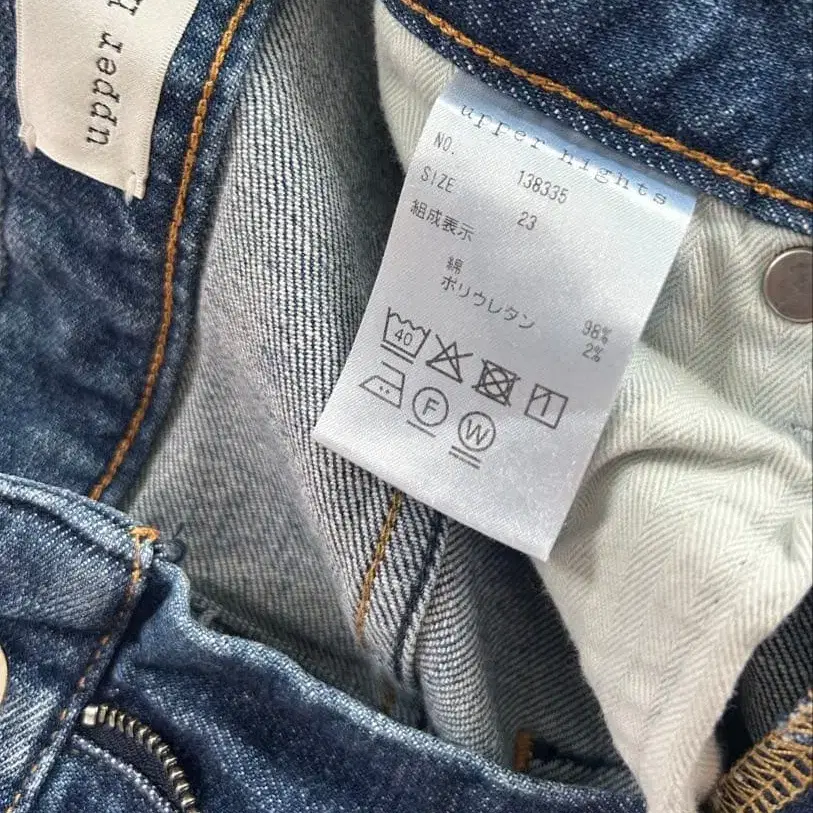 upper h
upper hights
NO. 138335
SIZE 23
組成表示
綿 98%
ポリウレタン 2%
40
F W